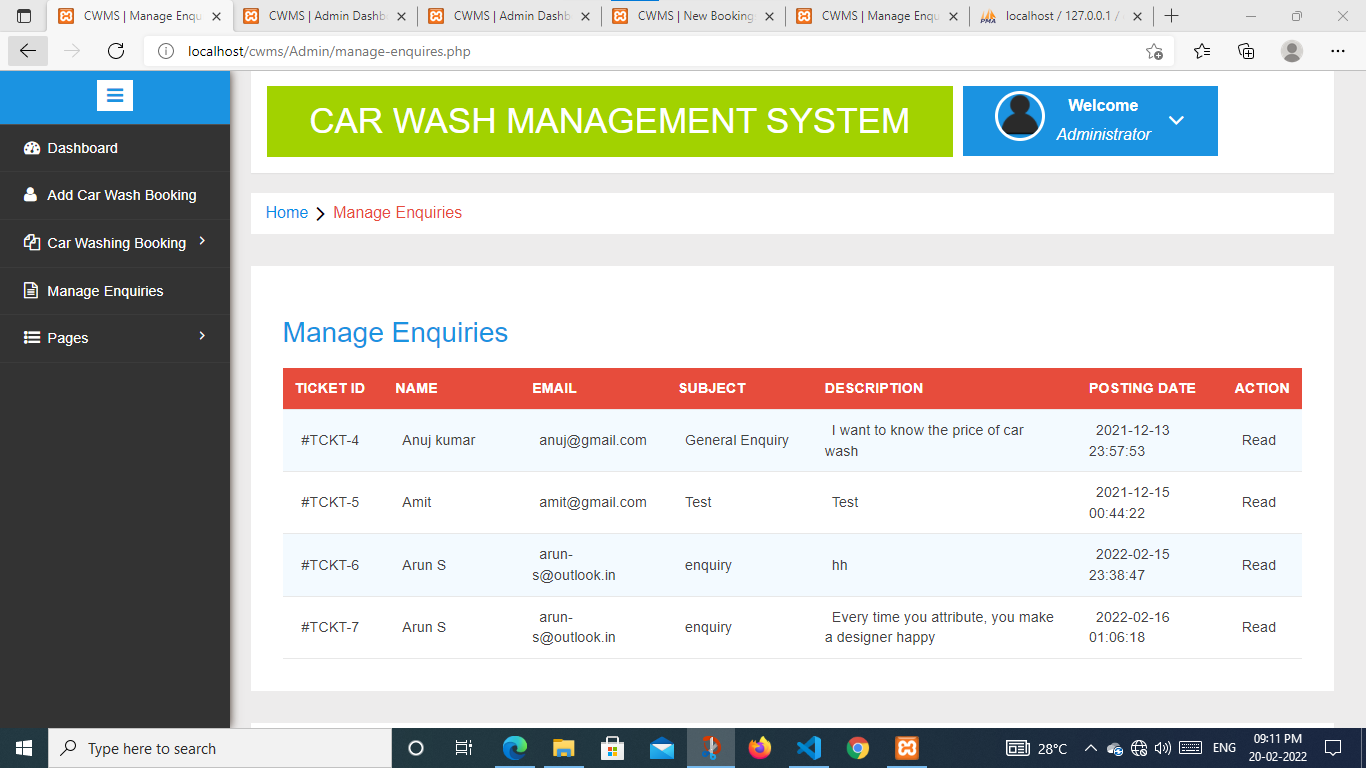 CWMS | Manage Enqu
CWMS | Admin Dashb
CWMS | Admin Dashb
CWMS | New Booking
CWMS | Manage Enqu
localhost / 127.0.0.1 /
localhost/cwms/Admin/manage-enquires.php
CAR WASH MANAGEMENT SYSTEM
Welcome
Administrator
Dashboard
Add Car Wash Booking
Car Washing Booking
Manage Enquiries
Pages
Home
Manage Enquiries
Manage Enquiries
TICKET ID NAME EMAIL SUBJECT DESCRIPTION POSTING DATE ACTION
#TCKT-4 Anuj kumar anuj@gmail.com General Enquiry I want to know the price of car 2021-12-13 Read
wash 23:57:53
#TCKT-5 Amit amit@gmail.com Test Test 2021-12-15 Read
00:44:22
#TCKT-6 Arun S arun- enquiry hh 2022-02-15 Read
s@outlook.in 23:38:47
#TCKT-7 Arun S arun- enquiry Every time you attribute, you make 2022-02-16 Read
s@outlook.in a designer happy 01:06:18
Type here to search
28°C
ENG
09:11 PM
20-02-2022